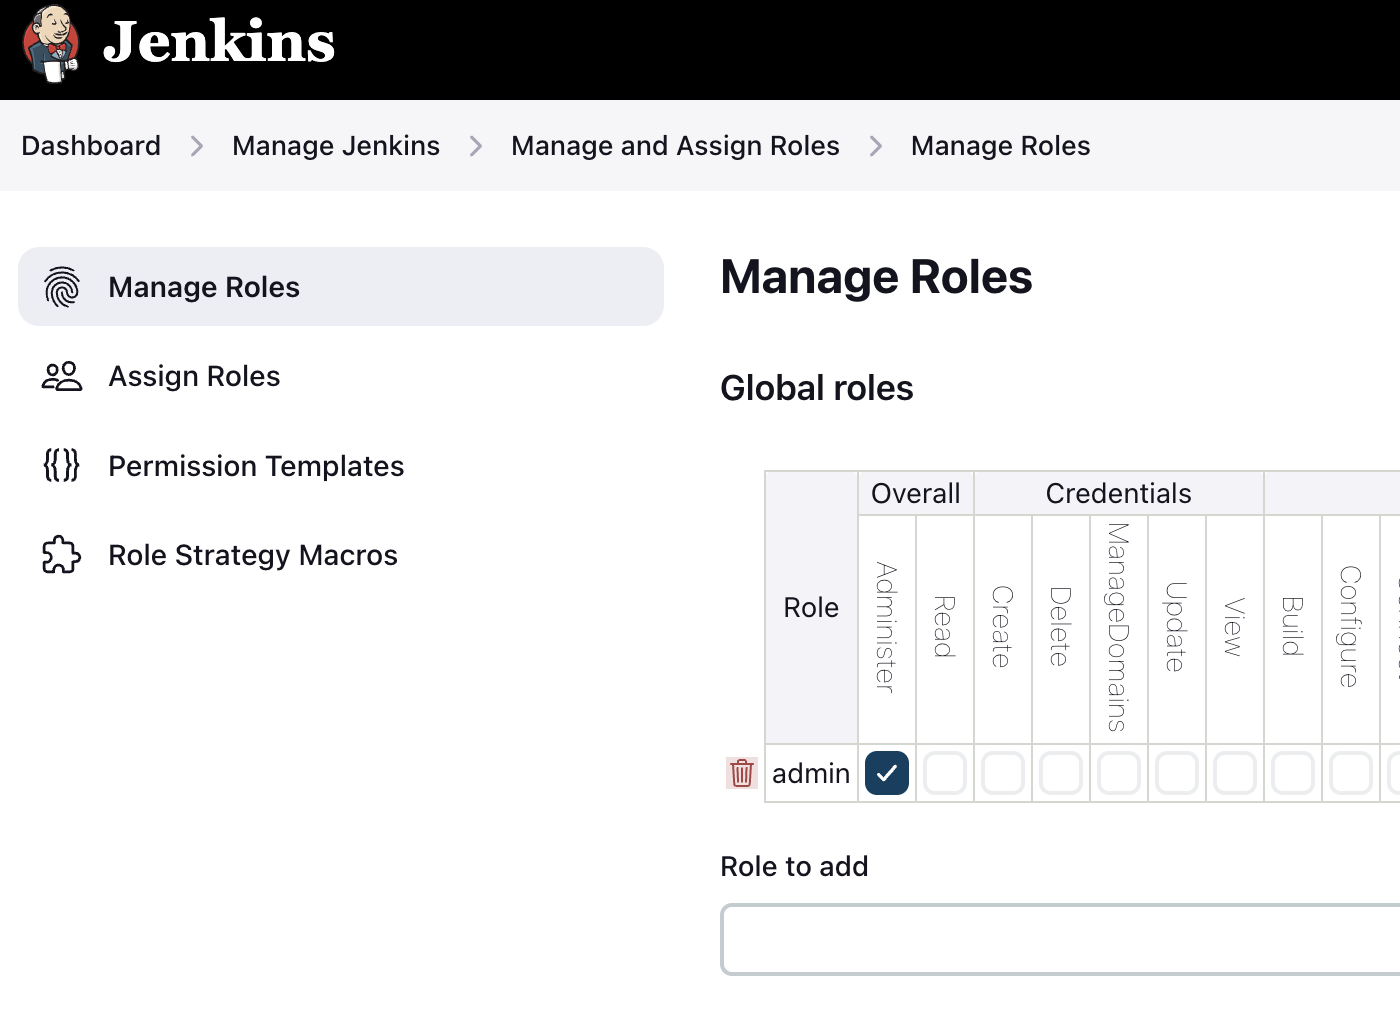 Jenkins
Dashboard > Manage Jenkins > Manage and Assign Roles > Manage Roles
Manage Roles
Assign Roles
Permission Templates
Role Strategy Macros
Manage Roles
Global roles
Role Overall Credentials
Administer Read Create Delete ManageDomains Update View Build Configure
admin
Role to add